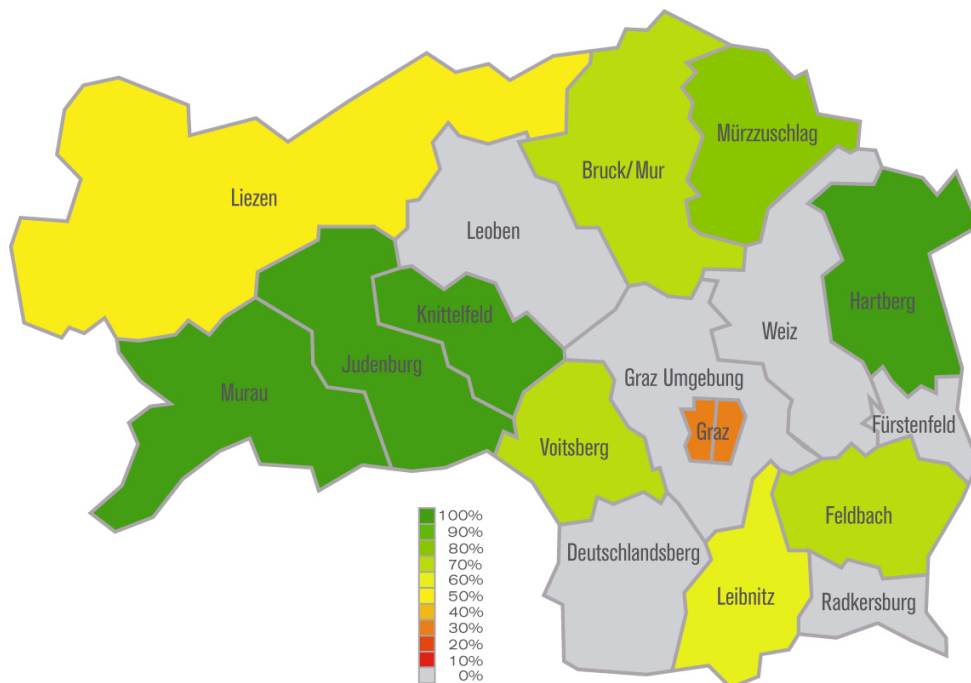 Mürzzuschlag
Bruck/Mur
Liezen
Leoben
Hartberg
Knittelfeld
Weiz
Judenburg
Murau
Graz Umgebung
Fürstenfeld
Graz
Voitsberg
Feldbach
Deutschlandsberg
Leibnitz
Radkersburg
100%
90%
80%
70%
60%
50%
40%
30%
20%
10%
0%